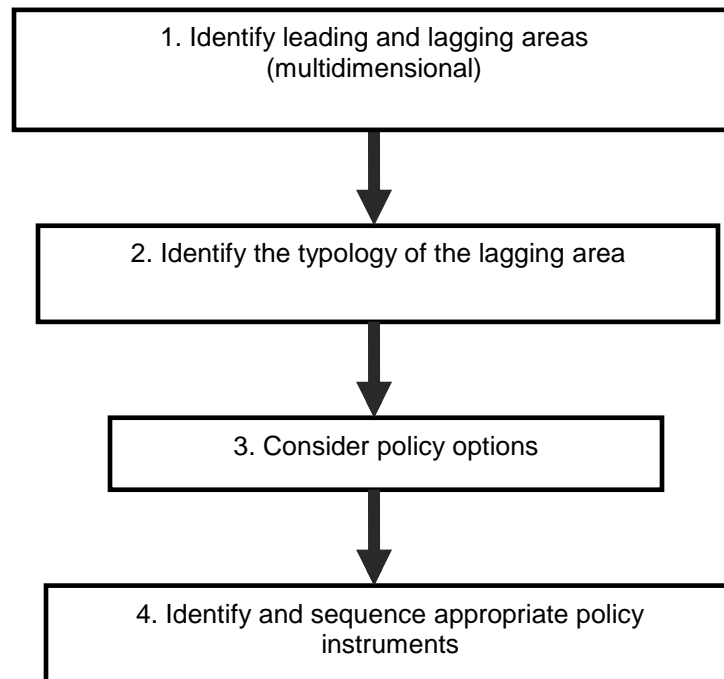 1. Identify leading and lagging areas
(multidimensional)
2. Identify the typology of the lagging area
3. Consider policy options
4. Identify and sequence appropriate policy
instruments